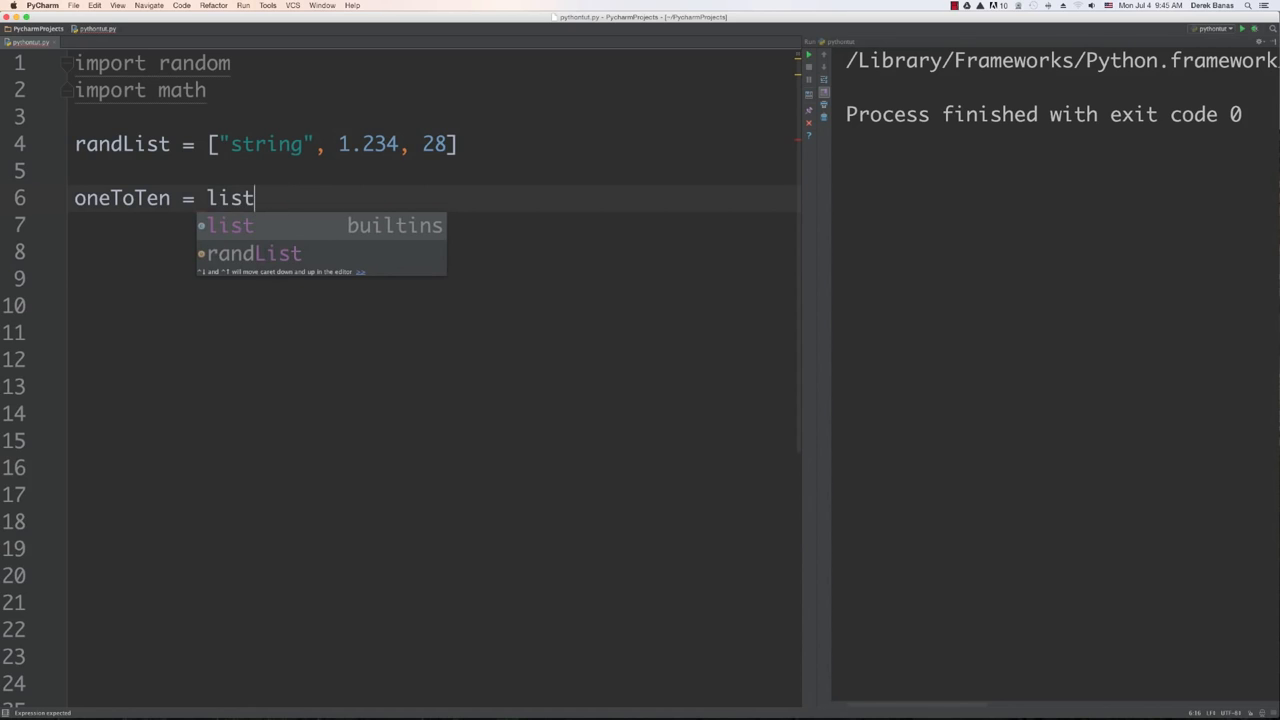 PyCharm File Edit View Navigate Code Refactor Run Tools VCS Window Help
10 Mon Jul 4 9:45 AM Derek Banas
pythontut.py - PycharmProjects - [~/PycharmProjects]
PycharmProjects pythontut.py
pythontut
pythontut.py
Run: pythontut
1 import random
2 import math
3
4 randList = ["string", 1.234, 28]
5
6 oneToTen = list
7 list builtins
8 randList
^↓ and ^↑ will move caret down and up in the editor >>
9
10
11
12
13
14
15
16
17
18
19
20
21
22
23
24
/Library/Frameworks/Python.framework
Process finished with exit code 0
Expression expected
6:16 LF÷ UTF-8÷